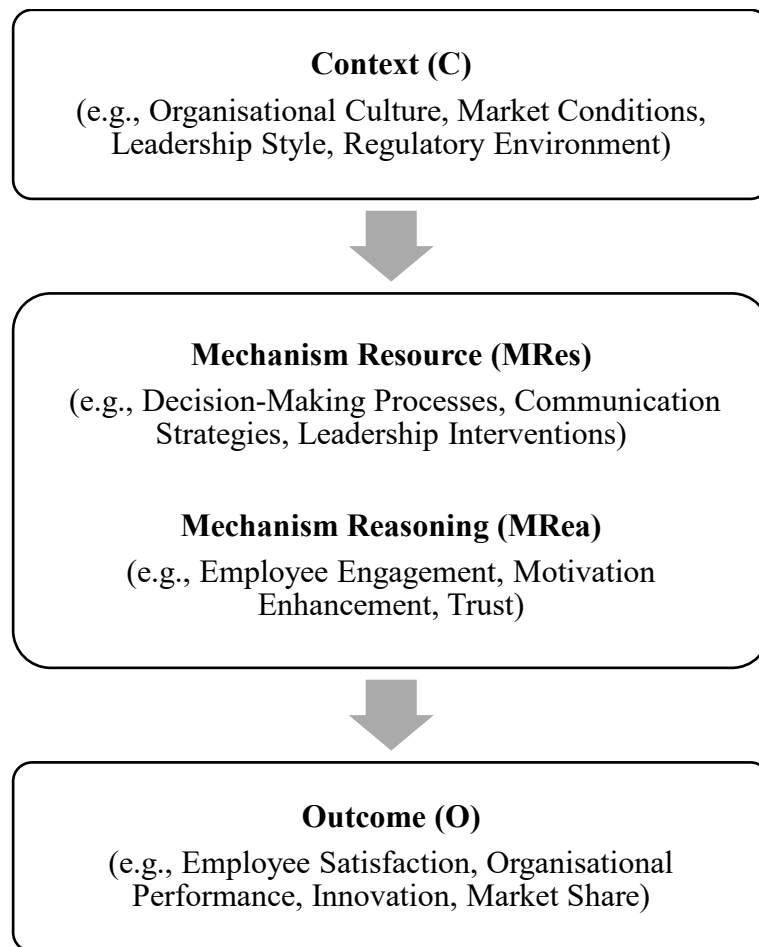 Context (C)
(e.g., Organisational Culture, Market Conditions,
Leadership Style, Regulatory Environment)
Mechanism Resource (MRes)
(e.g., Decision-Making Processes, Communication
Strategies, Leadership Interventions)
Mechanism Reasoning (MRea)
(e.g., Employee Engagement, Motivation
Enhancement, Trust)
Outcome (O)
(e.g., Employee Satisfaction, Organisational
Performance, Innovation, Market Share)